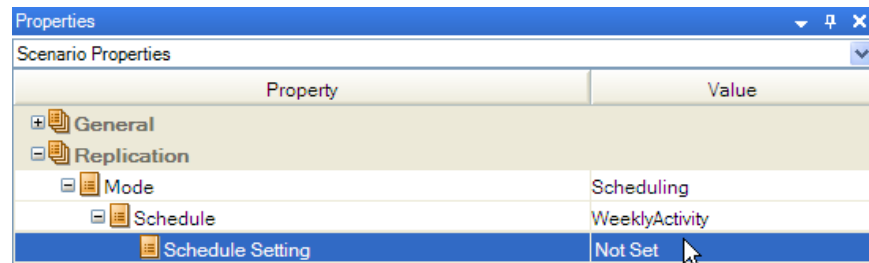 Properties
Scenario Properties
Property Value
General
Replication
Mode Scheduling
Schedule WeeklyActivity
Schedule Setting Not Set